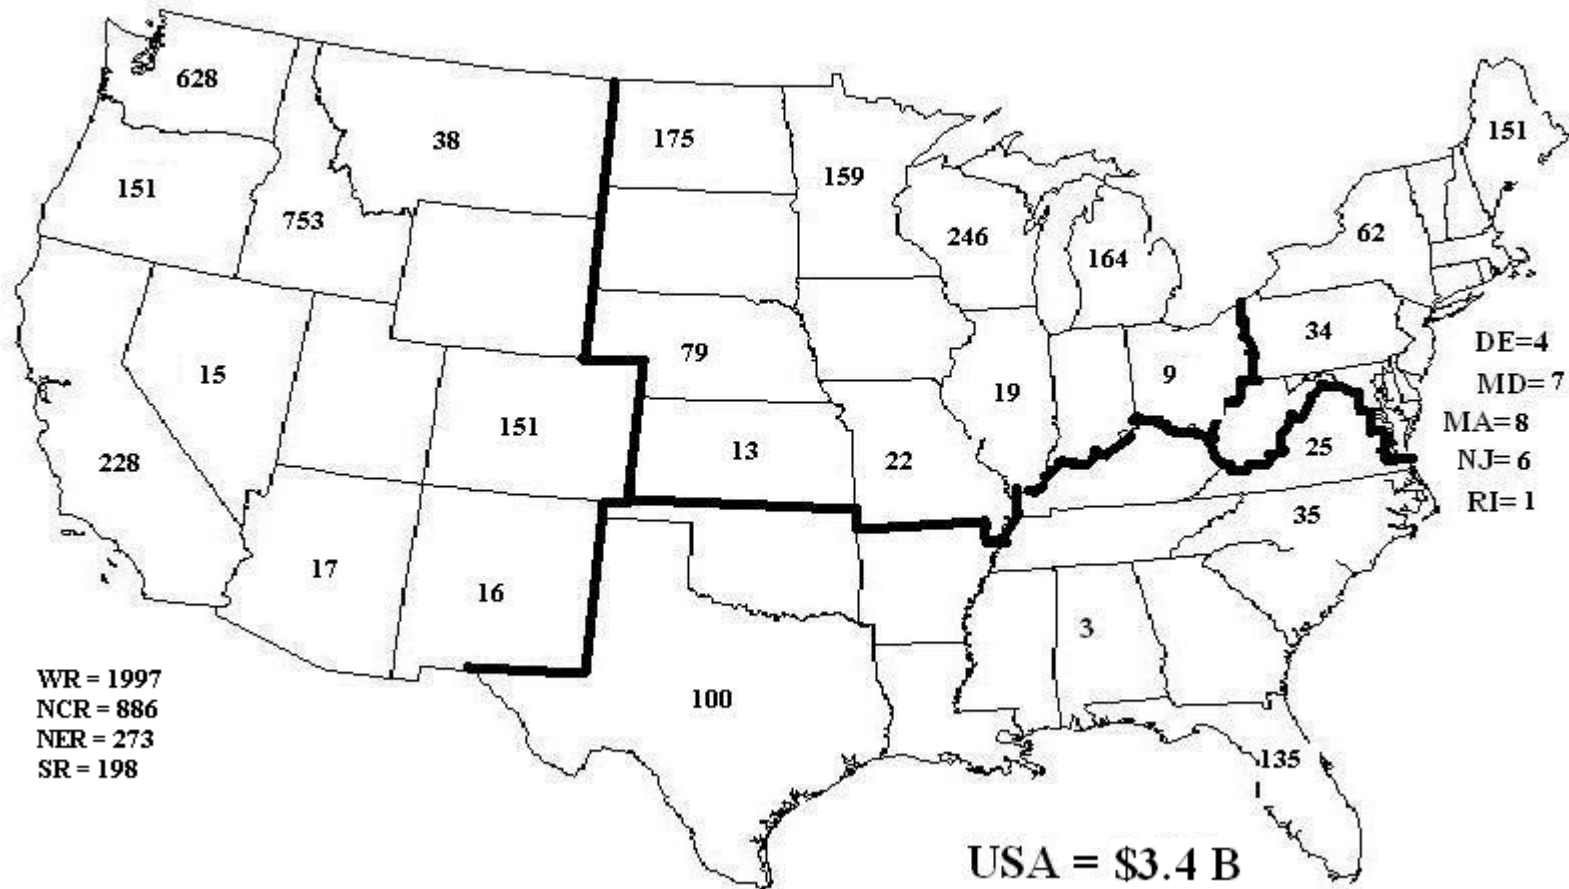 628
38
175
151
151
159
753
246
62
164
79
34
15
9
DE=4
19
MD= 7
151
MA= 8
228
13
22
25
NJ= 6
RI= 1
35
17
16
3
WR = 1997
100
NCR = 886
NER = 273
135
SR = 198
USA = $3.4 B